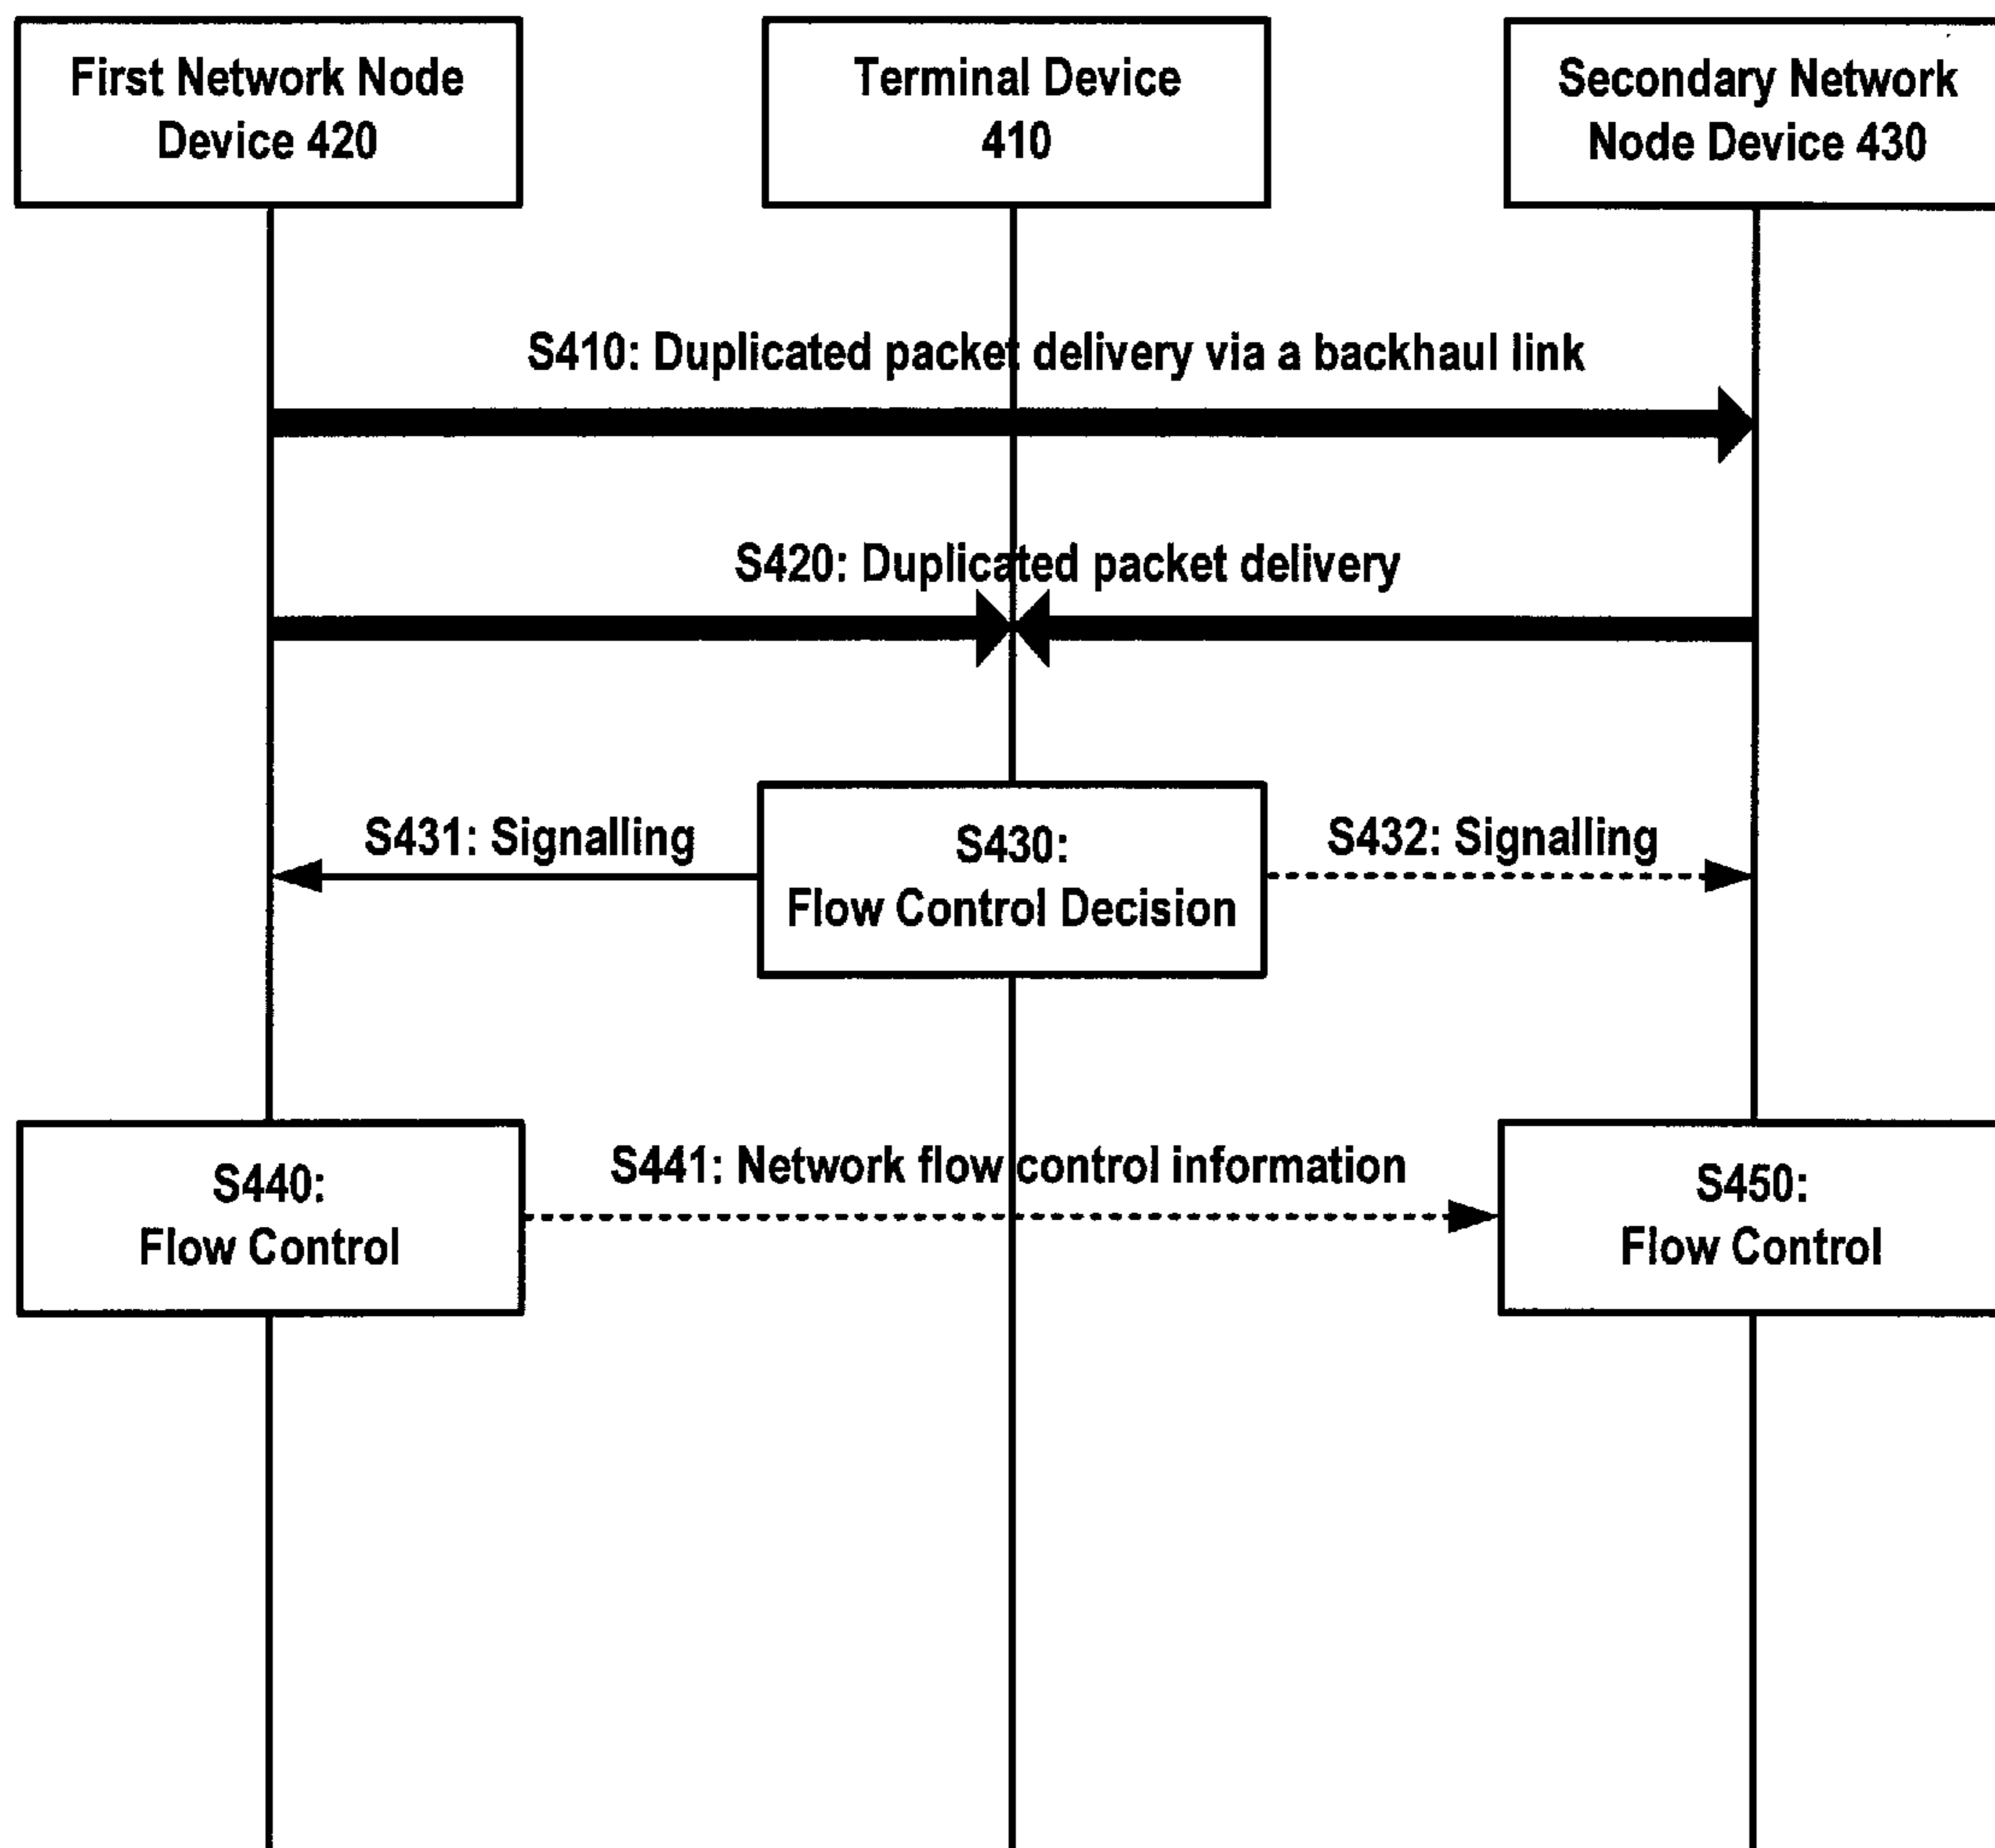 First Network Node
Device 420
Terminal Device
410
Secondary Network
Node Device 430
S410: Duplicated packet delivery via a backhaul link
S420: Duplicated packet delivery
S431: Signalling
S430:
Flow Control Decision
S432: Signalling
S440:
Flow Control
S441: Network flow control information
S450:
Flow Control